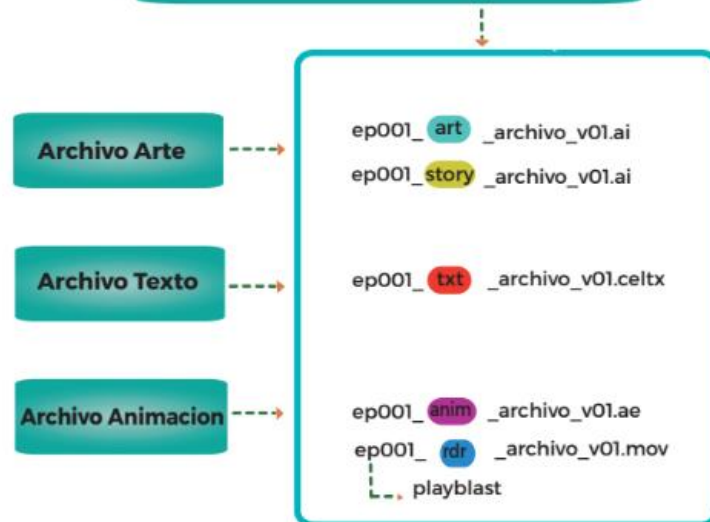 Archivo Arte
ep001_ art _archivo_v01.ai
ep001_ story _archivo_v01.ai
Archivo Texto
ep001_ txt _archivo_v01.celtx
Archivo Animacion
ep001_ anim _archivo_v01.ae
ep001_ rdr _archivo_v01.mov
playblast